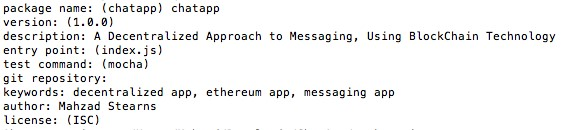 package name: (chatapp) chatapp
version: (1.0.0)
description: A Decentralized Approach to Messaging, Using BlockChain Technology
entry point: (index.js)
test command: (mocha)
git repository:
keywords: decentralized app, ethereum app, messaging app
author: Mahzad Stearns
license: (ISC)